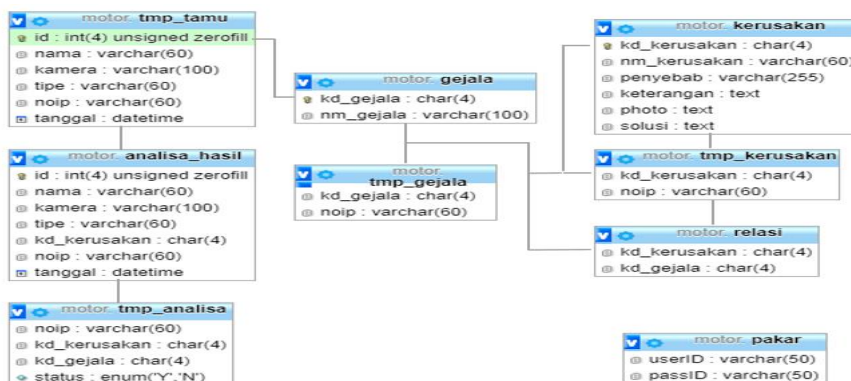 motor. tmp_tamu
id : int(4) unsigned zerofill
nama : varchar(60)
kamera : varchar(100)
tipe : varchar(60)
noip : varchar(60)
tanggal : datetime
motor. analisa_hasil
id : int(4) unsigned zerofill
nama : varchar(60)
kamera : varchar(100)
tipe : varchar(60)
kd_kerusakan : char(4)
noip : varchar(60)
tanggal : datetime
motor. tmp_analisa
noip : varchar(60)
kd_kerusakan : char(4)
kd_gejala : char(4)
status : enum('Y','N')
motor. gejala
kd_gejala : char(4)
nm_gejala : varchar(100)
motor.
tmp_gejala
kd_gejala : char(4)
noip : varchar(60)
motor. kerusakan
kd_kerusakan : char(4)
nm_kerusakan : varchar(60)
penyebab : varchar(255)
keterangan : text
photo : text
solusi : text
motor. tmp_kerusakan
kd_kerusakan : char(4)
noip : varchar(60)
motor. relasi
kd_kerusakan : char(4)
kd_gejala : char(4)
motor. pakar
userID : varchar(50)
passID : varchar(50)